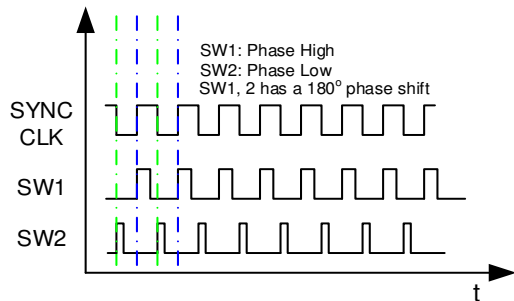 SW1: Phase High
SW2: Phase Low
SW1, 2 has a 180° phase shift
SYNC
CLK
SW1
SW2
t